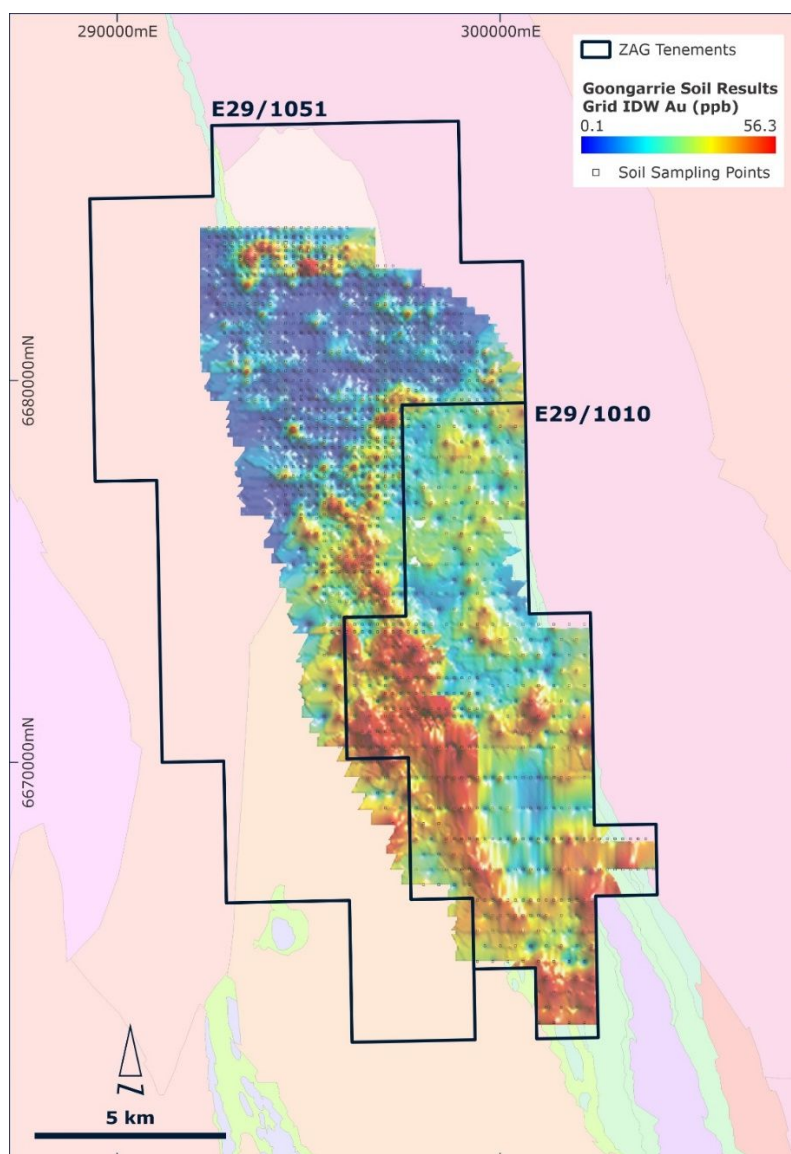 290000mE
300000mE
ZAG Tenements
Goongarrie Soil Results
Grid IDW Au (ppb)
0.1 56.3
Soil Sampling Points
E29/1051
6680000mN
E29/1010
6670000mN
N
5 km